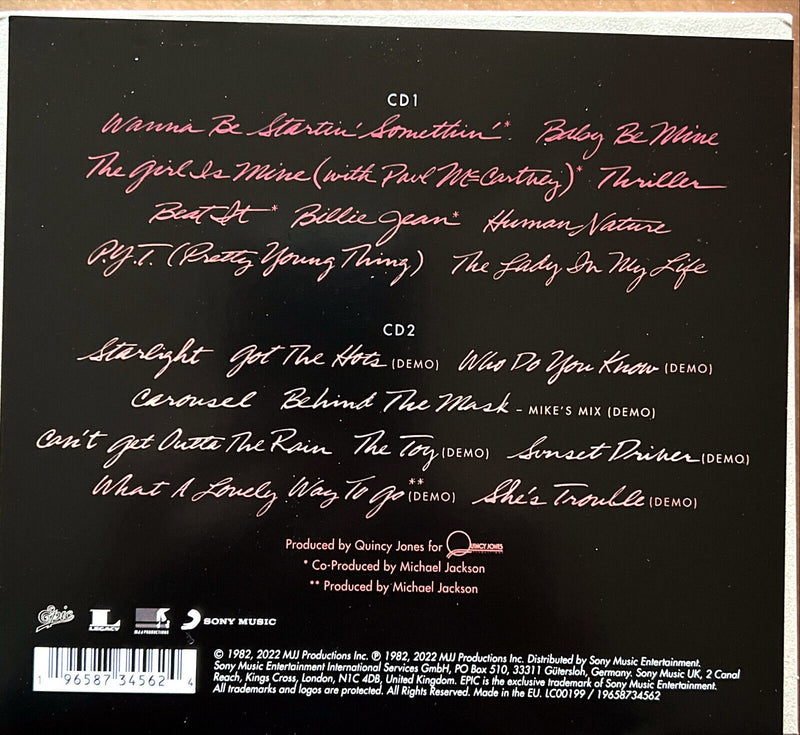 CD1
Wanna Be Startin' Somethin'* Baby Be Mine
The Girl Is Mine (with Paul McCartney)* Thriller
Beat It* Billie Jean* Human Nature
P.Y.T. (Pretty Young Thing) The Lady In My Life
CD2
Starlight Got The Hots (DEMO) Who Do You Know (DEMO)
Carousel Behind The Mask - MIKE'S MIX (DEMO)
Can't Get Outta The Rain The Toy (DEMO) Sunset Driver (DEMO)
What A Lovely Way To Go** (DEMO) She's Trouble (DEMO)
Produced by Quincy Jones for QUINCY JONES
* Co-Produced by Michael Jackson
** Produced by Michael Jackson
Epic LEGACY MJJ PRODUCTIONS SONY MUSIC
© 1982, 2022 MJJ Productions Inc. ℗ 1982, 2022 MJJ Productions Inc. Distributed by Sony Music Entertainment.
Sony Music Entertainment International Services GmbH, PO Box 510, 33311 Gütersloh, Germany. Sony Music UK, 2 Canal
Reach, Kings Cross, London, N1C 4DB, United Kingdom. EPIC is the exclusive trademark of Sony Music Entertainment.
All trademarks and logos are protected. All Rights Reserved. Made in the EU. LC00199 / 19658734562
1 96587 34562 4